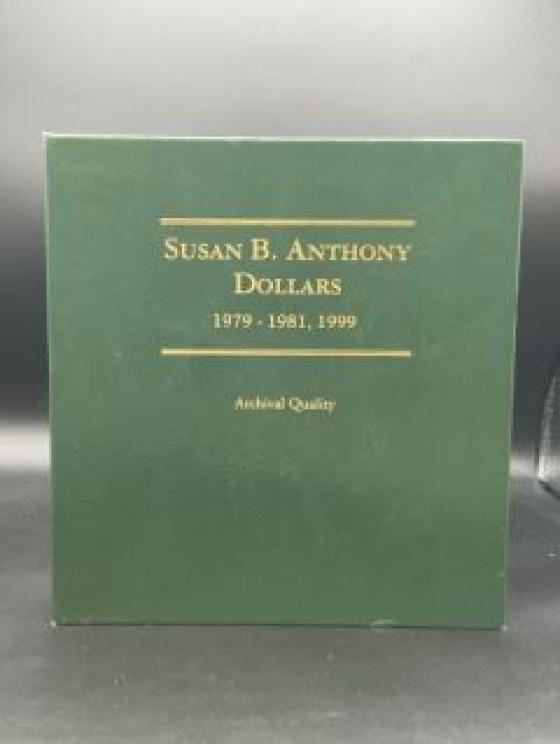 Susan B. Anthony
Dollars
1979 - 1981, 1999
Archival Quality